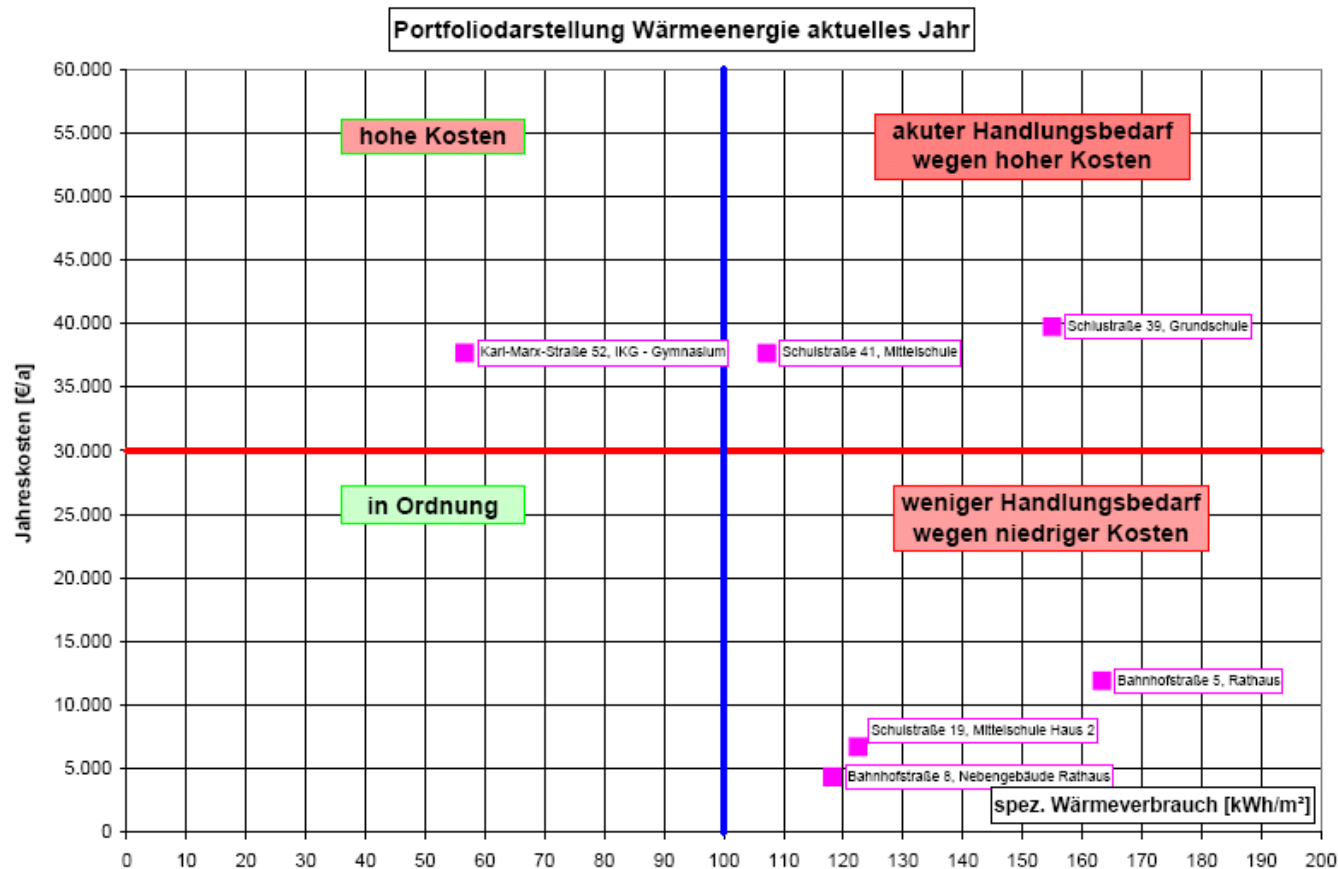 Portfoliodarstellung Wärmeenergie aktuelles Jahr
60.000
55.000
50.000
45.000
40.000
35.000
30.000
25.000
20.000
15.000
10.000
5.000
0
Jahreskosten [€/a]
hohe Kosten
akuter Handlungsbedarf
wegen hoher Kosten
Schlustraße 39, Grundschule
Karl-Marx-Straße 52, IKG - Gymnasium
Schulstraße 41, Mittelschule
in Ordnung
weniger Handlungsbedarf
wegen niedriger Kosten
Bahnhofstraße 5, Rathaus
Schulstraße 19, Mittelschule Haus 2
Bahnhofstraße 8, Nebengebäude Rathaus
spez. Wärmeverbrauch [kWh/m²]
0 10 20 30 40 50 60 70 80 90 100 110 120 130 140 150 160 170 180 190 200